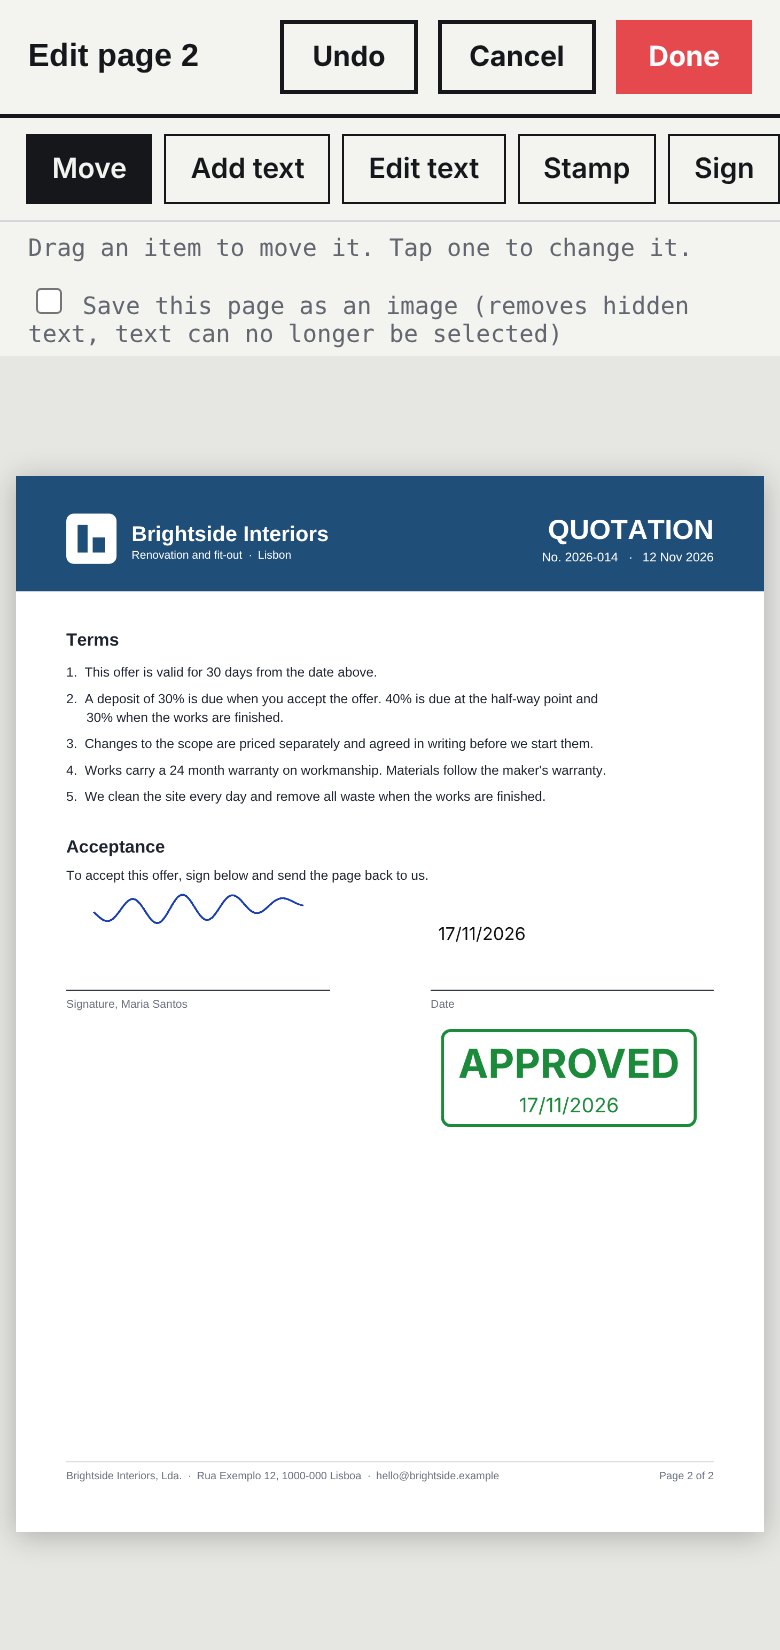 Edit page 2
Undo
Cancel
Done
Move
Add text
Edit text
Stamp
Sign
Drag an item to move it. Tap one to change it.
Save this page as an image (removes hidden
text, text can no longer be selected)
Brightside Interiors
Renovation and fit-out · Lisbon
QUOTATION
No. 2026-014 · 12 Nov 2026
Terms
1. This offer is valid for 30 days from the date above.
2. A deposit of 30% is due when you accept the offer. 40% is due at the half-way point and
30% when the works are finished.
3. Changes to the scope are priced separately and agreed in writing before we start them.
4. Works carry a 24 month warranty on workmanship. Materials follow the maker's warranty.
5. We clean the site every day and remove all waste when the works are finished.
Acceptance
To accept this offer, sign below and send the page back to us.
17/11/2026
Signature, Maria Santos
Date
APPROVED
17/11/2026
Brightside Interiors, Lda. · Rua Exemplo 12, 1000-000 Lisboa · hello@brightside.example
Page 2 of 2